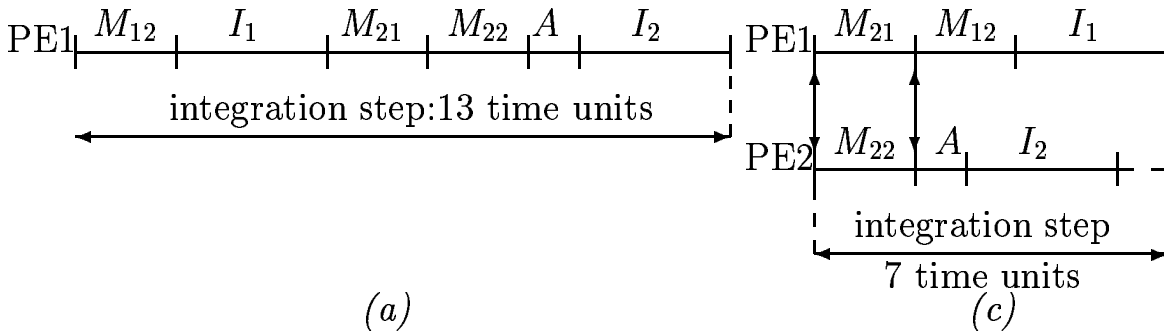 PE1 M12 I1 M21 M22 A I2
integration step:13 time units
(a)
PE1 M21 M12 I1
PE2 M22 A I2
integration step
7 time units
(c)